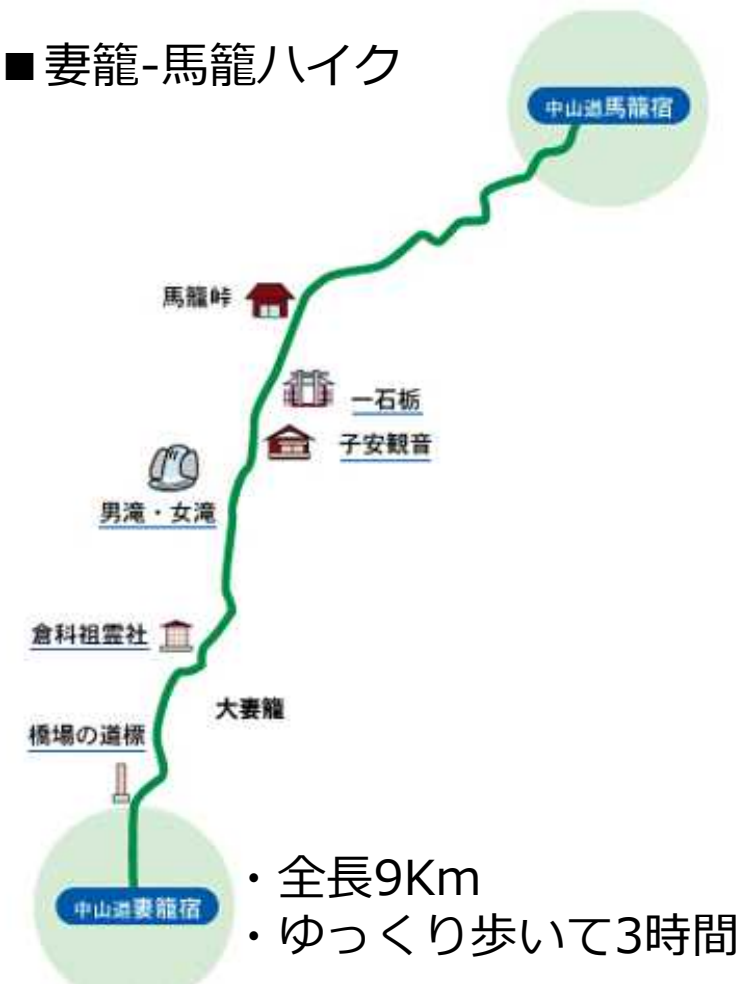 ■妻籠-馬籠ハイク
中山道馬籠宿
馬籠峠
一石栃
子安観音
男滝・女滝
倉科祖霊社
大妻籠
橋場の道標
中山道妻籠宿
・全長9Km
・ゆっくり歩いて3時間